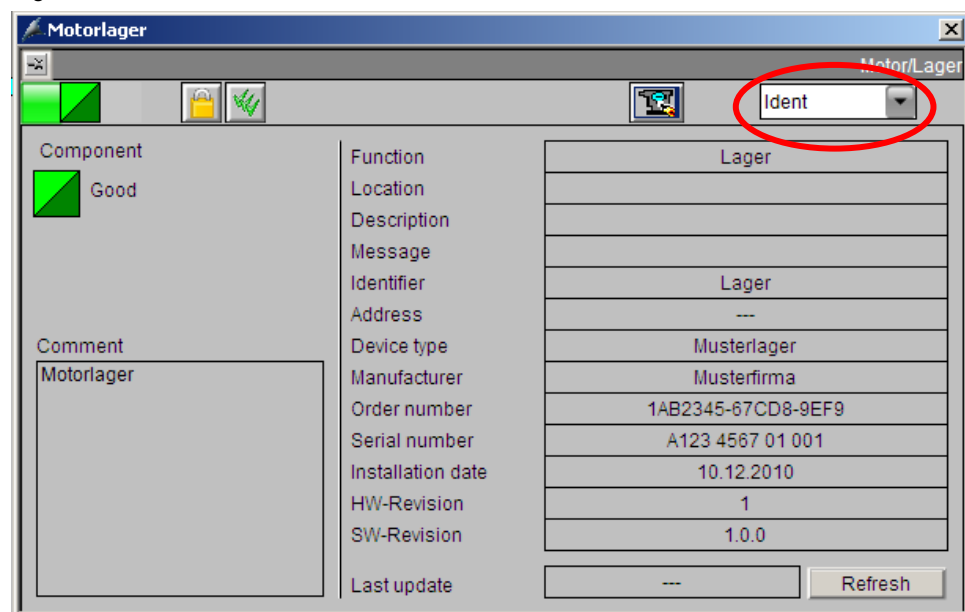 Motorlager
Motor/Lager
Ident
Component
Good
Function Lager
Location
Description
Message
Identifier Lager
Address ---
Comment
Motorlager
Device type Musterlager
Manufacturer Musterfirma
Order number 1AB2345-67CD8-9EF9
Serial number A123 4567 01 001
Installation date 10.12.2010
HW-Revision 1
SW-Revision 1.0.0
Last update --- Refresh